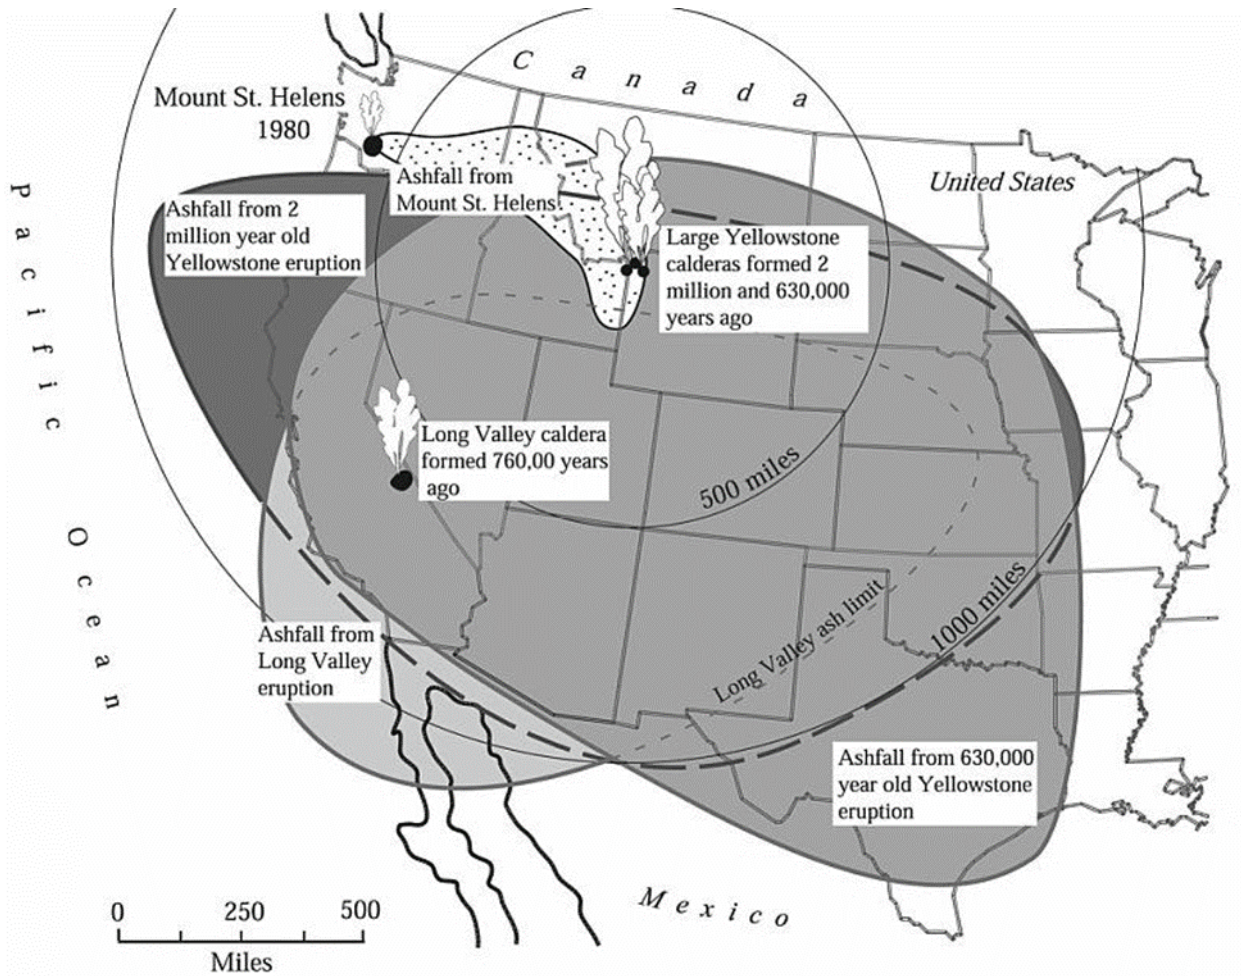 Canada
Mount St. Helens
1980
Pacific Ocean
Ashfall from
Mount St. Helens
United States
Ashfall from 2
million year old
Yellowstone eruption
Large Yellowstone
calderas formed 2
million and 630,000
years ago
Long Valley caldera
formed 760,00 years
ago
500 miles
1000 miles
Long Valley ash limit
Ashfall from
Long Valley
eruption
Ashfall from 630,000
year old Yellowstone
eruption
Mexico
0 250 500
Miles